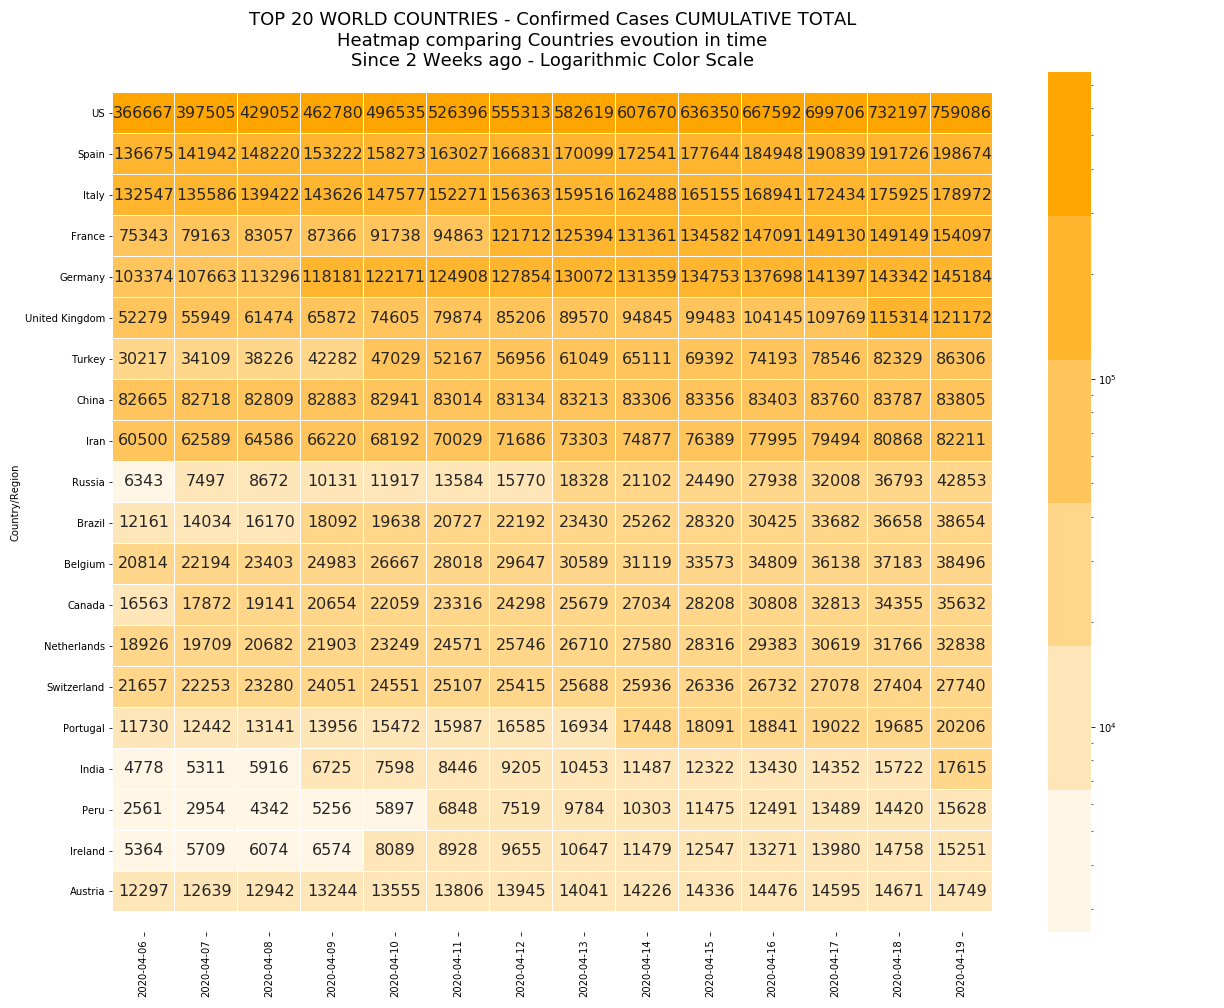 TOP 20 WORLD COUNTRIES - Confirmed Cases CUMULATIVE TOTAL
Heatmap comparing Countries evoution in time
Since 2 Weeks ago - Logarithmic Color Scale
US 366667 397505 429052 462780 496535 526396 555313 582619 607670 636350 667592 699706 732197 759086
Spain 136675 141942 148220 153222 158273 163027 166831 170099 172541 177644 184948 190839 191726 198674
Italy 132547 135586 139422 143626 147577 152271 156363 159516 162488 165155 168941 172434 175925 178972
France 75343 79163 83057 87366 91738 94863 121712 125394 131361 134582 147091 149130 149149 154097
Germany 103374 107663 113296 118181 122171 124908 127854 130072 131359 134753 137698 141397 143342 145184
United Kingdom 52279 55949 61474 65872 74605 79874 85206 89570 94845 99483 104145 109769 115314 121172
Turkey 30217 34109 38226 42282 47029 52167 56956 61049 65111 69392 74193 78546 82329 86306
10^5
China 82665 82718 82809 82883 82941 83014 83134 83213 83306 83356 83403 83760 83787 83805
Iran 60500 62589 64586 66220 68192 70029 71686 73303 74877 76389 77995 79494 80868 82211
Country/Region
Russia 6343 7497 8672 10131 11917 13584 15770 18328 21102 24490 27938 32008 36793 42853
Brazil 12161 14034 16170 18092 19638 20727 22192 23430 25262 28320 30425 33682 36658 38654
Belgium 20814 22194 23403 24983 26667 28018 29647 30589 31119 33573 34809 36138 37183 38496
Canada 16563 17872 19141 20654 22059 23316 24298 25679 27034 28208 30808 32813 34355 35632
Netherlands 18926 19709 20682 21903 23249 24571 25746 26710 27580 28316 29383 30619 31766 32838
Switzerland 21657 22253 23280 24051 24551 25107 25415 25688 25936 26336 26732 27078 27404 27740
Portugal 11730 12442 13141 13956 15472 15987 16585 16934 17448 18091 18841 19022 19685 20206
10^4
India 4778 5311 5916 6725 7598 8446 9205 10453 11487 12322 13430 14352 15722 17615
Peru 2561 2954 4342 5256 5897 6848 7519 9784 10303 11475 12491 13489 14420 15628
Ireland 5364 5709 6074 6574 8089 8928 9655 10647 11479 12547 13271 13980 14758 15251
Austria 12297 12639 12942 13244 13555 13806 13945 14041 14226 14336 14476 14595 14671 14749
2020-04-06 2020-04-07 2020-04-08 2020-04-09 2020-04-10 2020-04-11 2020-04-12 2020-04-13 2020-04-14 2020-04-15 2020-04-16 2020-04-17 2020-04-18 2020-04-19